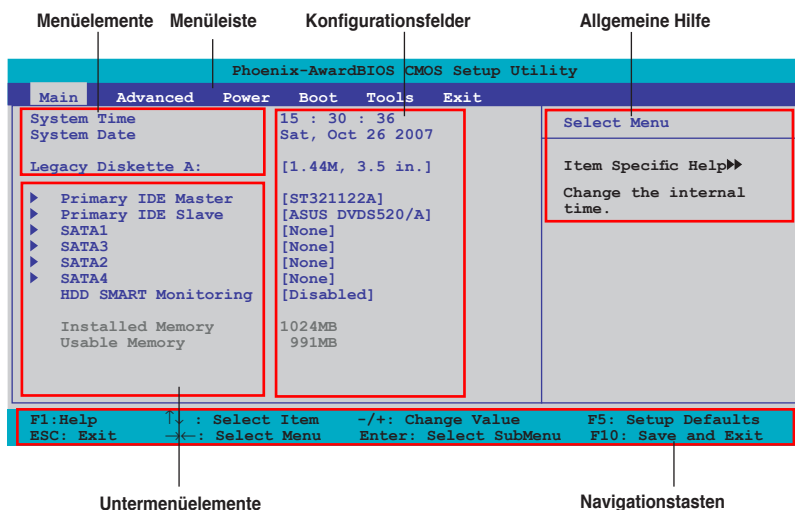 Menüelemente Menüleiste Konfigurationsfelder Allgemeine Hilfe
Phoenix-AwardBIOS CMOS Setup Utility
Main Advanced Power Boot Tools Exit
System Time 15 : 30 : 36 Select Menu
System Date Sat, Oct 26 2007
Legacy Diskette A: [1.44M, 3.5 in.] Item Specific Help▶▶
▶ Primary IDE Master [ST321122A] Change the internal
▶ Primary IDE Slave [ASUS DVDS520/A] time.
▶ SATA1 [None]
▶ SATA3 [None]
▶ SATA2 [None]
▶ SATA4 [None]
HDD SMART Monitoring [Disabled]
Installed Memory 1024MB
Usable Memory 991MB
F1:Help ↑↓ : Select Item -/+: Change Value F5: Setup Defaults
ESC: Exit →←: Select Menu Enter: Select SubMenu F10: Save and Exit
Untermenüelemente Navigationstasten